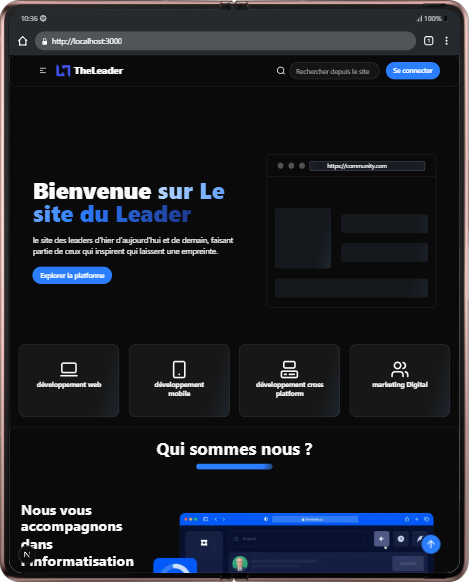 10:36
100%
http://localhost:3000
1
TheLeader
Rechercher depuis le site
Se connecter
https://community.com
Bienvenue sur Le
site du Leader
le site des leaders d'hier d'aujourd'hui et de demain, faisant
partie de ceux qui inspirent qui laissent une empreinte.
Explorer la platforme
développement web
développement
mobile
développement cross
platform
marketing Digital
Qui sommes nous ?
Nous vous
accompagnons
dans
l'informatisation
N
Search